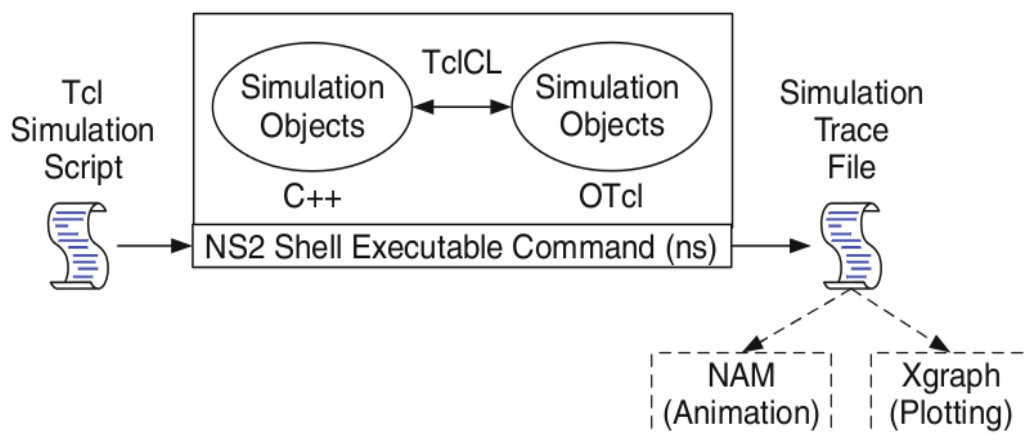 Tcl
Simulation
Script
Simulation
Objects
C++
TclCL
Simulation
Objects
OTcl
NS2 Shell Executable Command (ns)
Simulation
Trace
File
NAM
(Animation)
Xgraph
(Plotting)